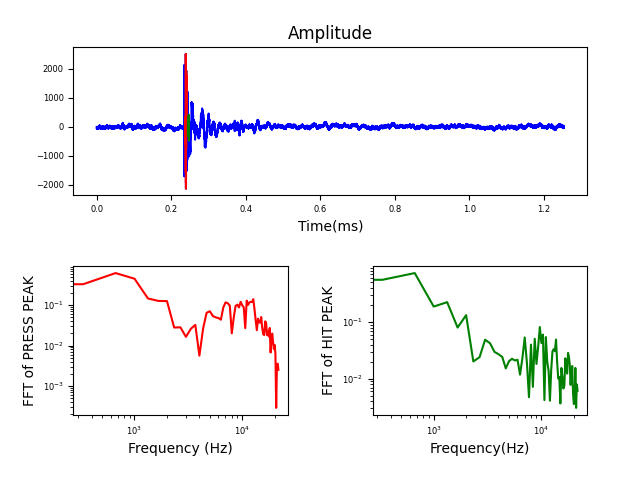 Amplitude
2000
1000
0
−1000
−2000
0.0 0.2 0.4 0.6 0.8 1.0 1.2
Time(ms)
FFT of PRESS PEAK
10⁻¹
10⁻²
10⁻³
10³ 10⁴
Frequency (Hz)
FFT of HIT PEAK
10⁻¹
10⁻²
10³ 10⁴
Frequency(Hz)